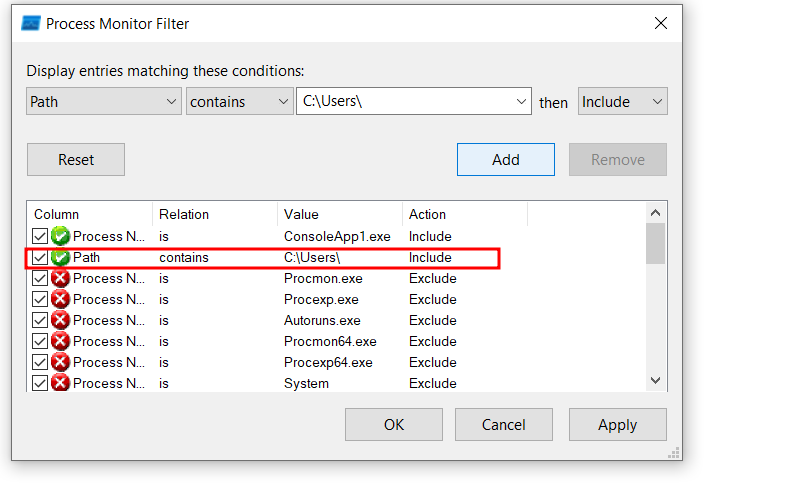 Process Monitor Filter
Display entries matching these conditions:
Path contains C:\Users\ then Include
Reset Add Remove
Column Relation Value Action
Process N... is ConsoleApp1.exe Include
Path contains C:\Users\ Include
Process N... is Procmon.exe Exclude
Process N... is Procexp.exe Exclude
Process N... is Autoruns.exe Exclude
Process N... is Procmon64.exe Exclude
Process N... is Procexp64.exe Exclude
Process N... is System Exclude
OK Cancel Apply